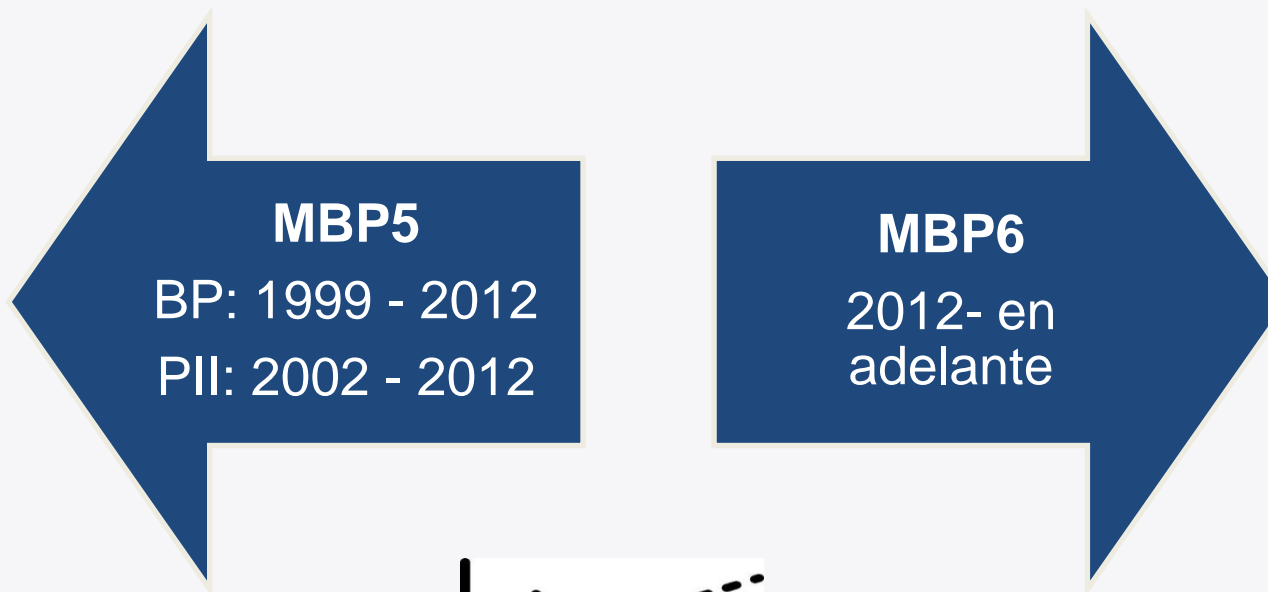 MBP5
BP: 1999 - 2012
PII: 2002 - 2012
MBP6
2012- en
adelante